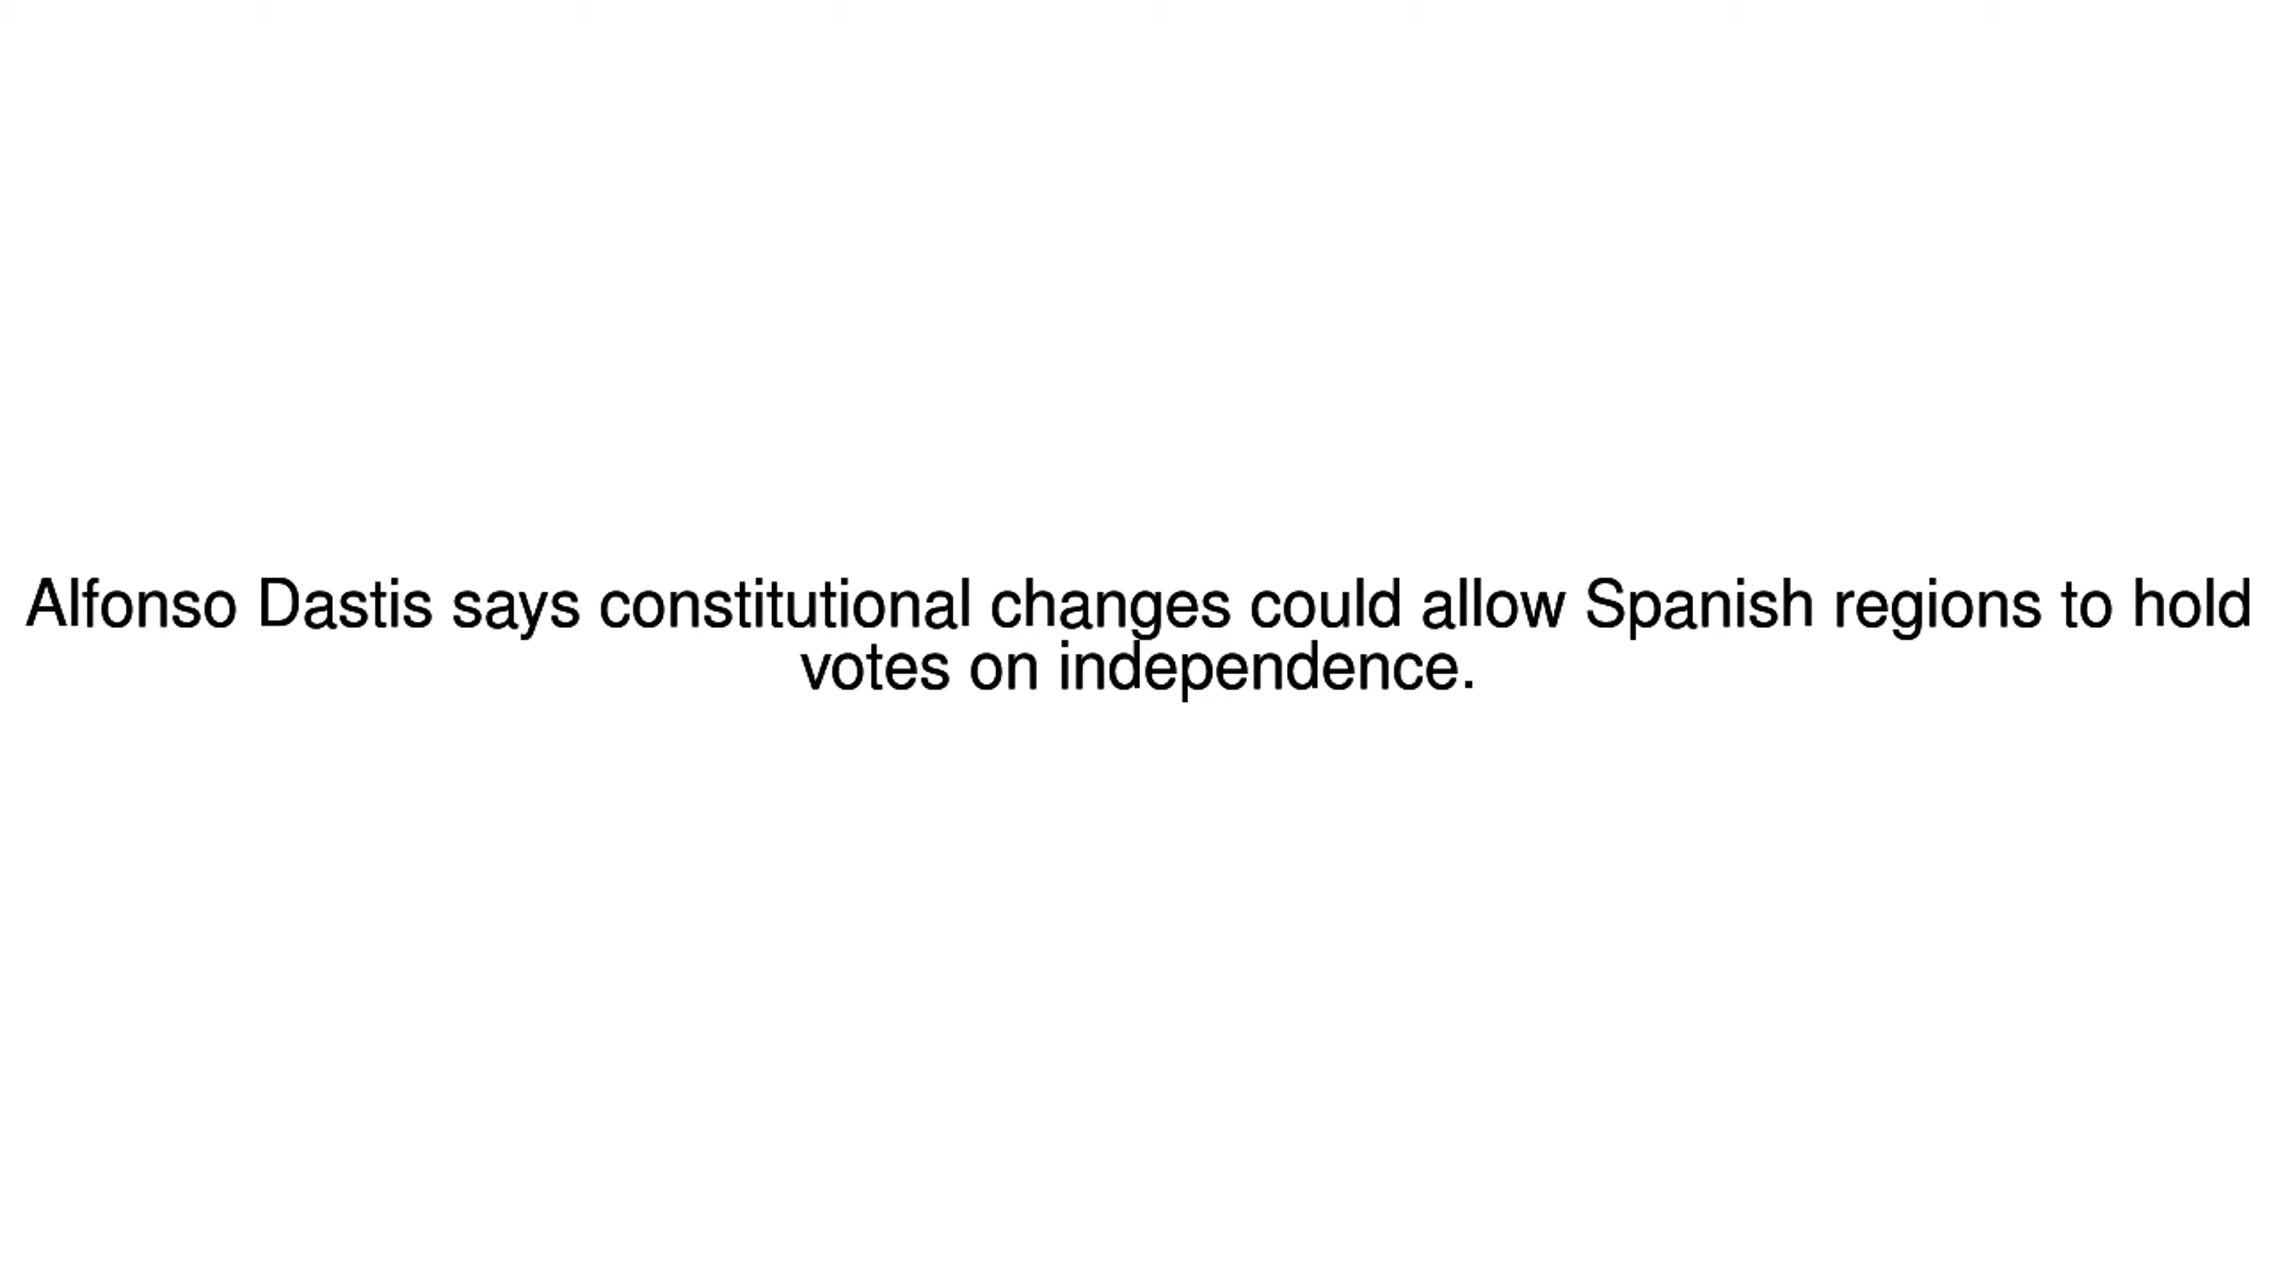 Alfonso Dastis says constitutional changes could allow Spanish regions to hold
votes on independence.